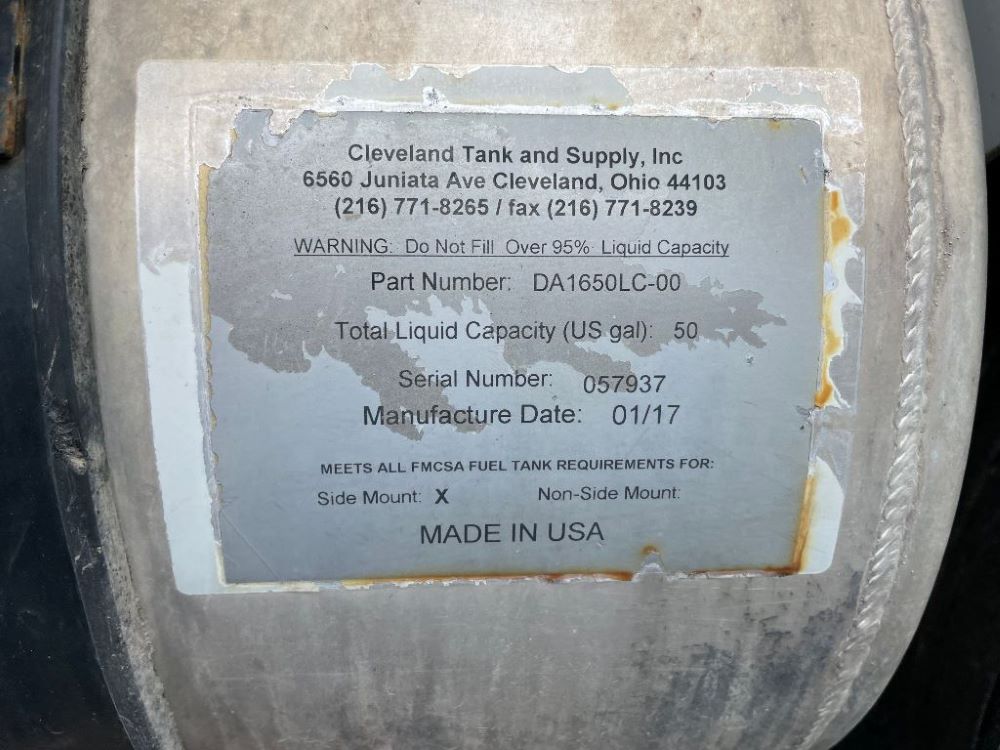 Cleveland Tank and Supply, Inc
6560 Juniata Ave Cleveland, Ohio 44103
(216) 771-8265 / fax (216) 771-8239
WARNING: Do Not Fill Over 95% Liquid Capacity
Part Number: DA1650LC-00
Total Liquid Capacity (US gal): 50
Serial Number: 057937
Manufacture Date: 01/17
MEETS ALL FMCSA FUEL TANK REQUIREMENTS FOR:
Side Mount: X Non-Side Mount:
MADE IN USA